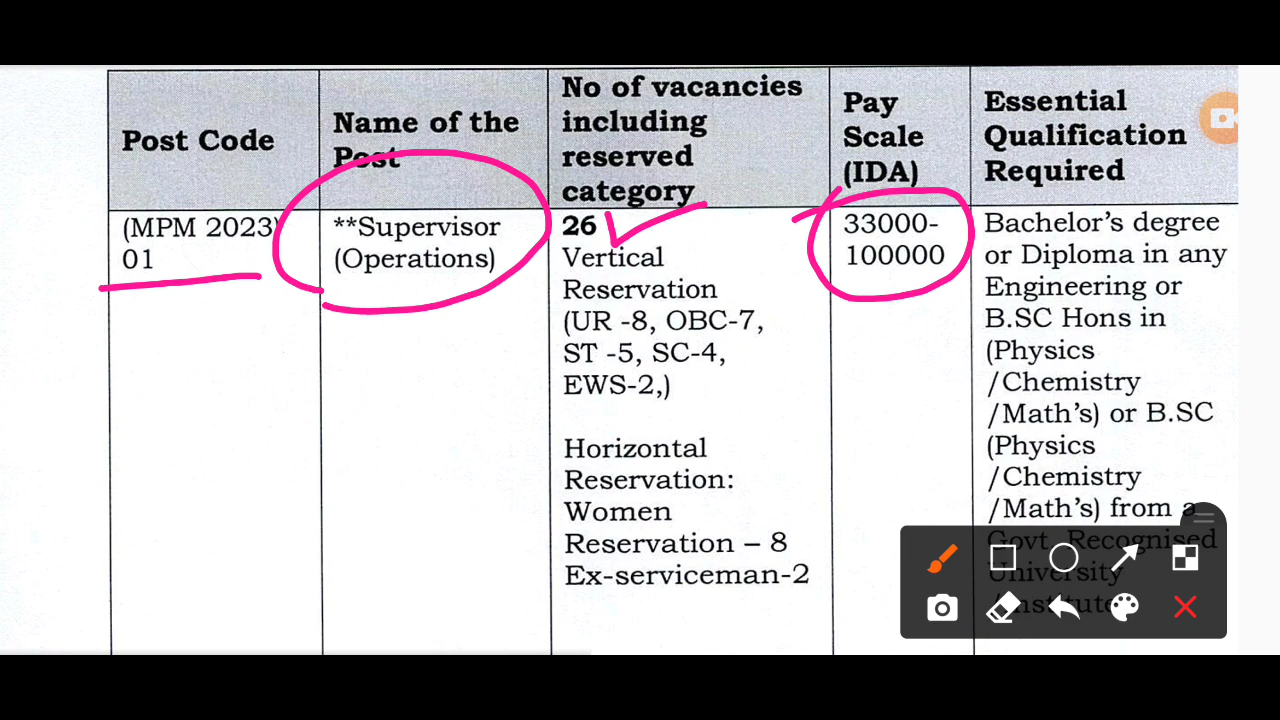 Post Code
Name of the
Post
No of vacancies
including
reserved
category
Pay
Scale
(IDA)
Essential
Qualification
Required
(MPM 2023)
01
**Supervisor
(Operations)
26
Vertical
Reservation
(UR -8, OBC-7,
ST -5, SC-4,
EWS-2,)
Horizontal
Reservation:
Women
Reservation – 8
Ex-serviceman-2
33000-
100000
Bachelor’s degree
or Diploma in any
Engineering or
B.SC Hons in
(Physics
/Chemistry
/Math’s) or B.SC
(Physics
/Chemistry
/Math’s) from a
Govt. Recognised
University
/Institute